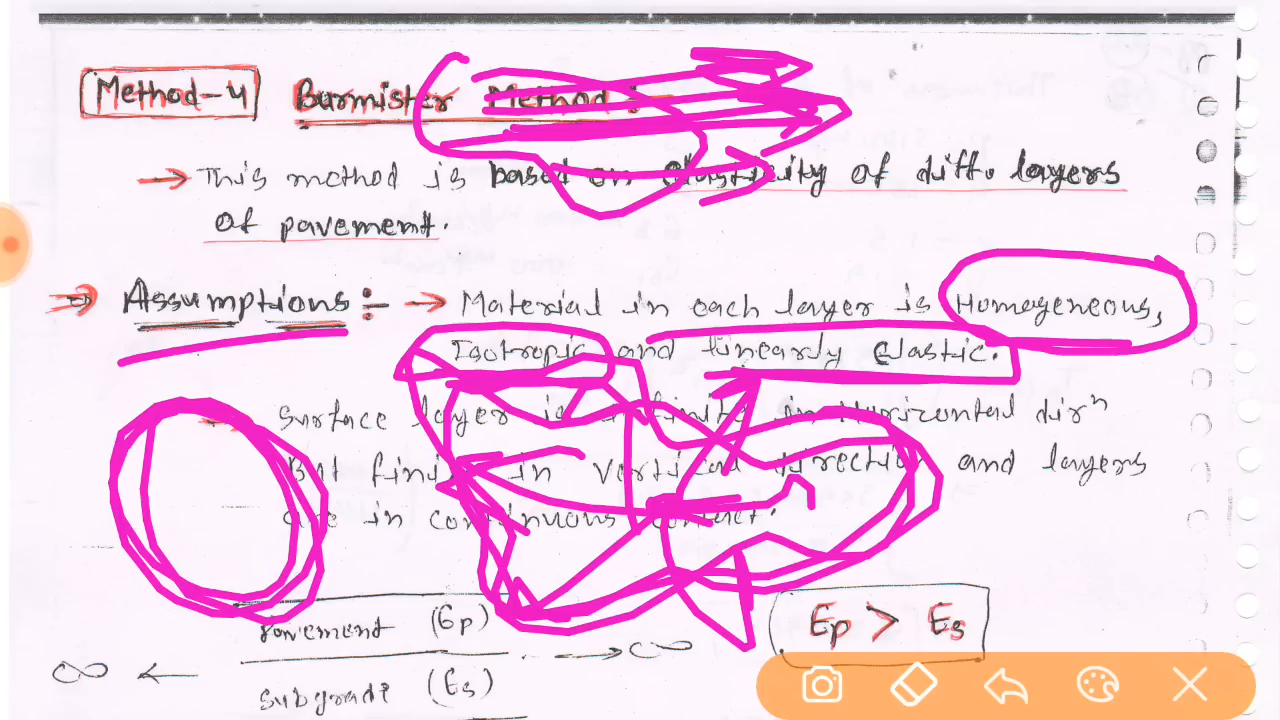 Method-4 Burmister Method :-
→ This method is based on elasticity of diff. layers
of pavement.
⇒ Assumptions :- → Material in each layer is Homogeneous,
Isotropic and linearly elastic.
→ Surface layer is infinite in Horizontal dirⁿ
But finite in vertical direction and layers
are in continuous contact.
Pavement (Ep)
Ep > Es
∞ ← → ∞
subgrade (Es)